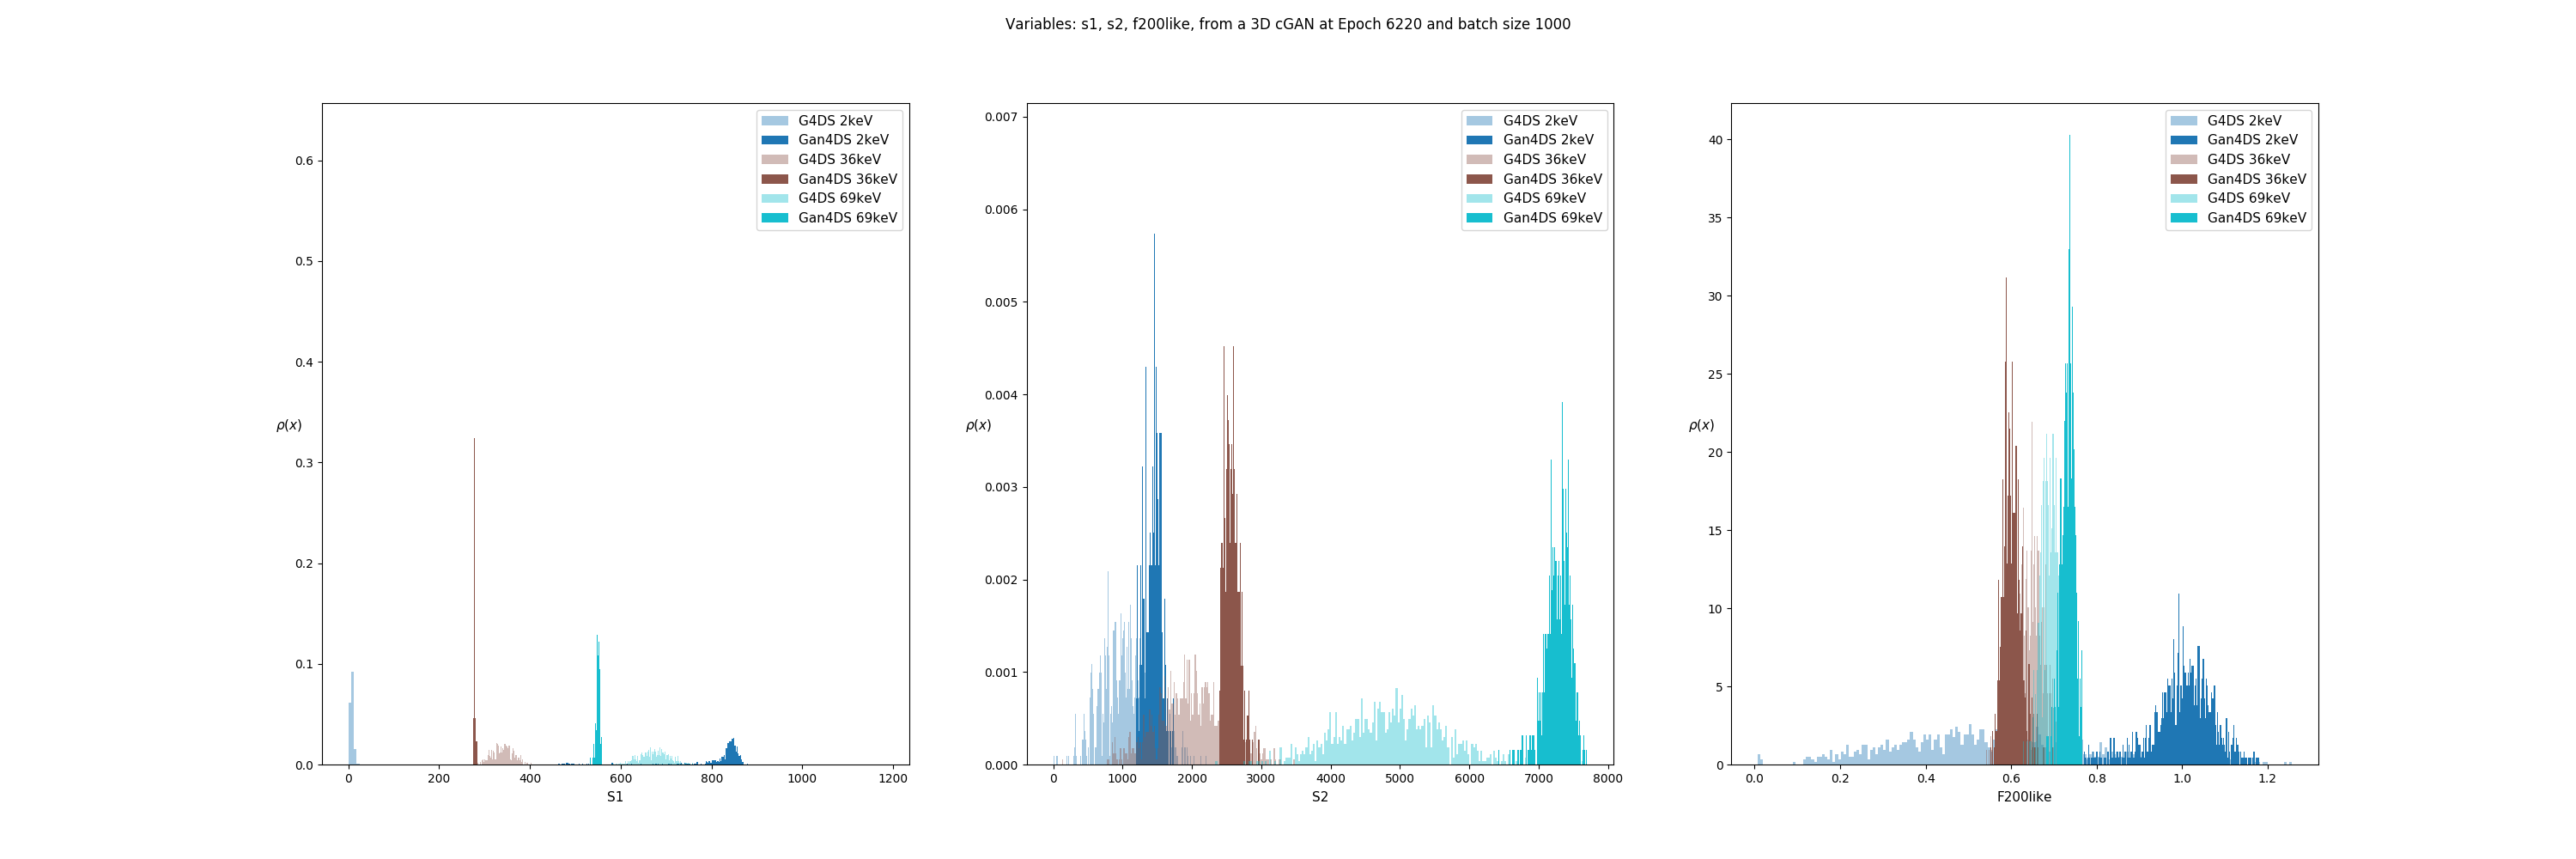 Variables: s1, s2, f200like, from a 3D cGAN at Epoch 6220 and batch size 1000
G4DS 2keV
Gan4DS 2keV
G4DS 36keV
Gan4DS 36keV
G4DS 69keV
Gan4DS 69keV
0.6
0.5
0.4
0.3
0.2
0.1
0.0
ρ(x)
0 200 400 600 800 1000 1200
S1
G4DS 2keV
Gan4DS 2keV
G4DS 36keV
Gan4DS 36keV
G4DS 69keV
Gan4DS 69keV
0.007
0.006
0.005
0.004
0.003
0.002
0.001
0.000
ρ(x)
0 1000 2000 3000 4000 5000 6000 7000 8000
S2
G4DS 2keV
Gan4DS 2keV
G4DS 36keV
Gan4DS 36keV
G4DS 69keV
Gan4DS 69keV
40
35
30
25
20
15
10
5
0
ρ(x)
0.0 0.2 0.4 0.6 0.8 1.0 1.2
F200like